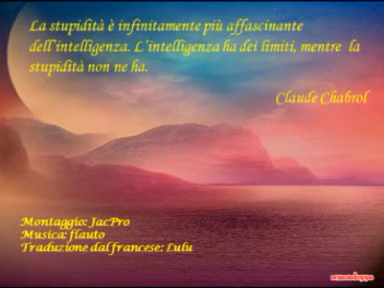 La stupidità è infinitamente più affascinante
dell'intelligenza. L'intelligenza ha dei limiti, mentre la
stupidità non ne ha.
Claude Chabrol
Montaggio: JacPro
Musica: flauto
Traduzione dal francese: Lulu